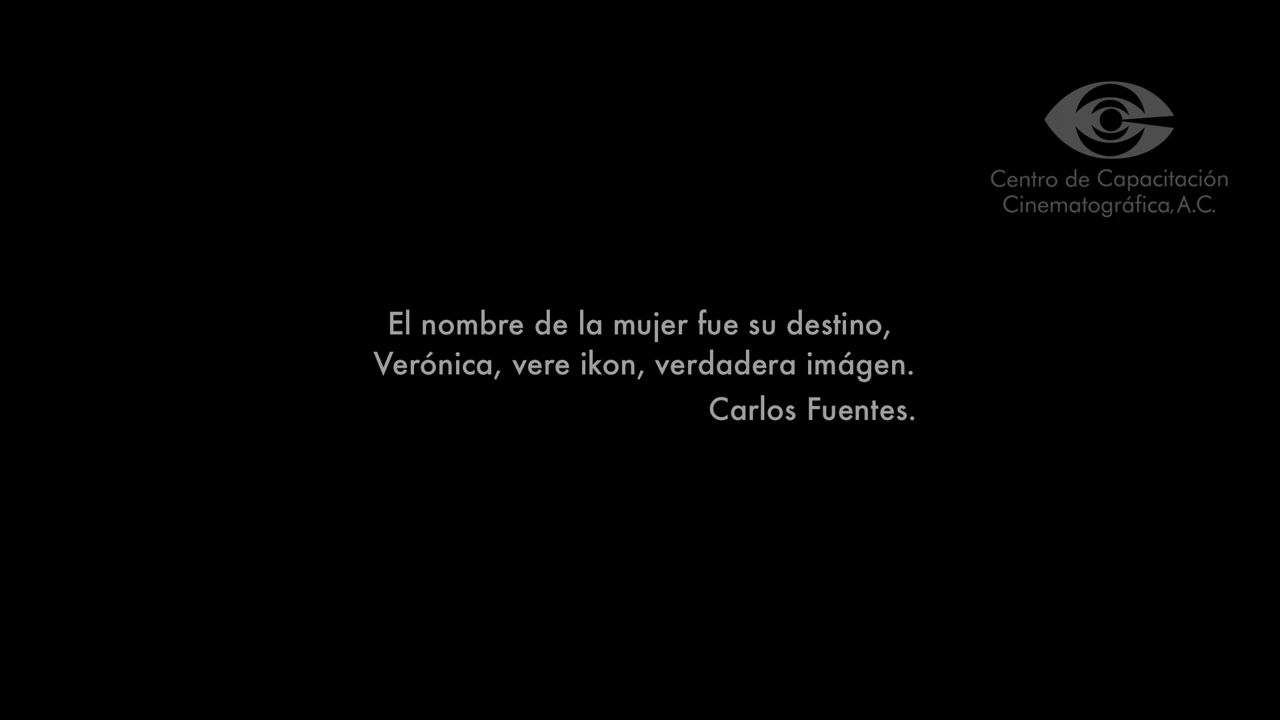 Centro de Capacitación
Cinematográfica, A.C.
El nombre de la mujer fue su destino,
Verónica, vere ikon, verdadera imágen.
Carlos Fuentes.